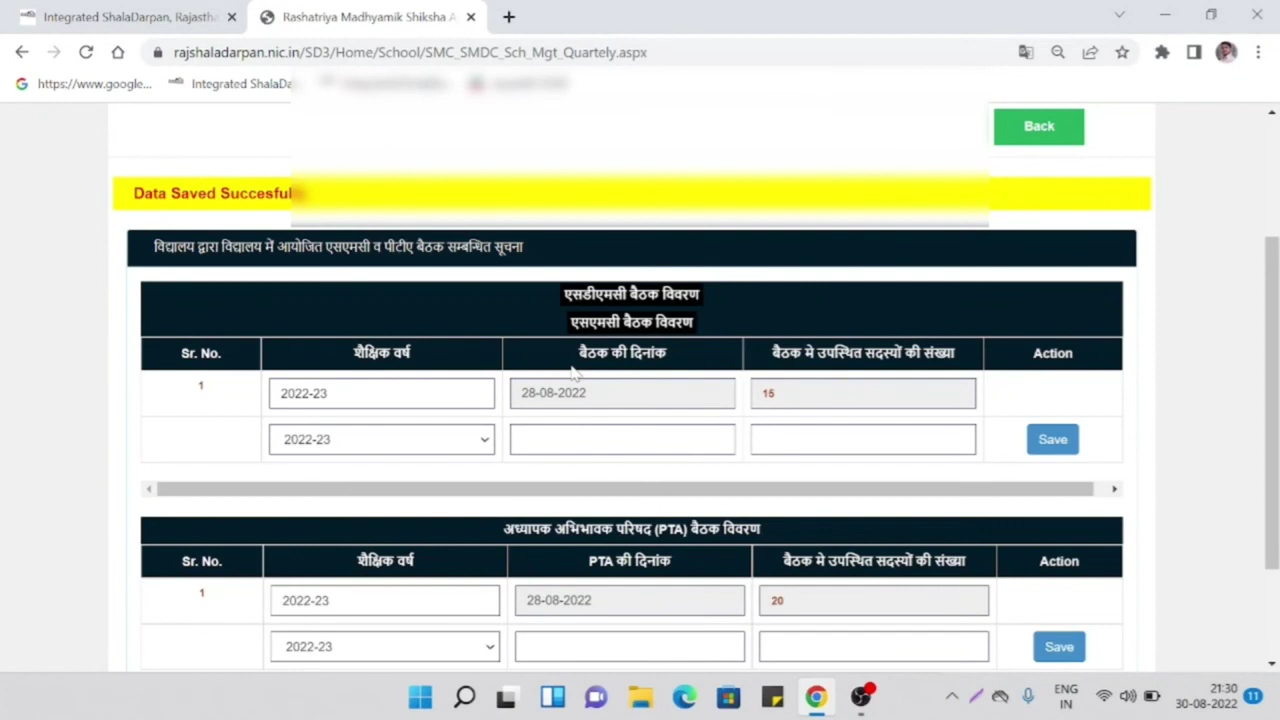 Integrated ShalaDarpan, Rajastha
Rashatriya Madhyamik Shiksha A
rajshaladarpan.nic.in/SD3/Home/School/SMC_SMDC_Sch_Mgt_Quartely.aspx
https://www.google... Integrated ShalaDa
Back
Data Saved Succesful
विद्यालय द्वारा विद्यालय में आयोजित एसएमसी व पीटीए बैठक सम्बन्धित सूचना
एसडीएमसी बैठक विवरण
एसएमसी बैठक विवरण
Sr. No. शैक्षिक वर्ष बैठक की दिनांक बैठक मे उपस्थित सदस्यों की संख्या Action
1 2022-23 28-08-2022 15
2022-23 Save
अध्यापक अभिभावक परिषद (PTA) बैठक विवरण
Sr. No. शैक्षिक वर्ष PTA की दिनांक बैठक मे उपस्थित सदस्यों की संख्या Action
1 2022-23 28-08-2022 20
2022-23 Save
ENG 21:30
IN 30-08-2022 11